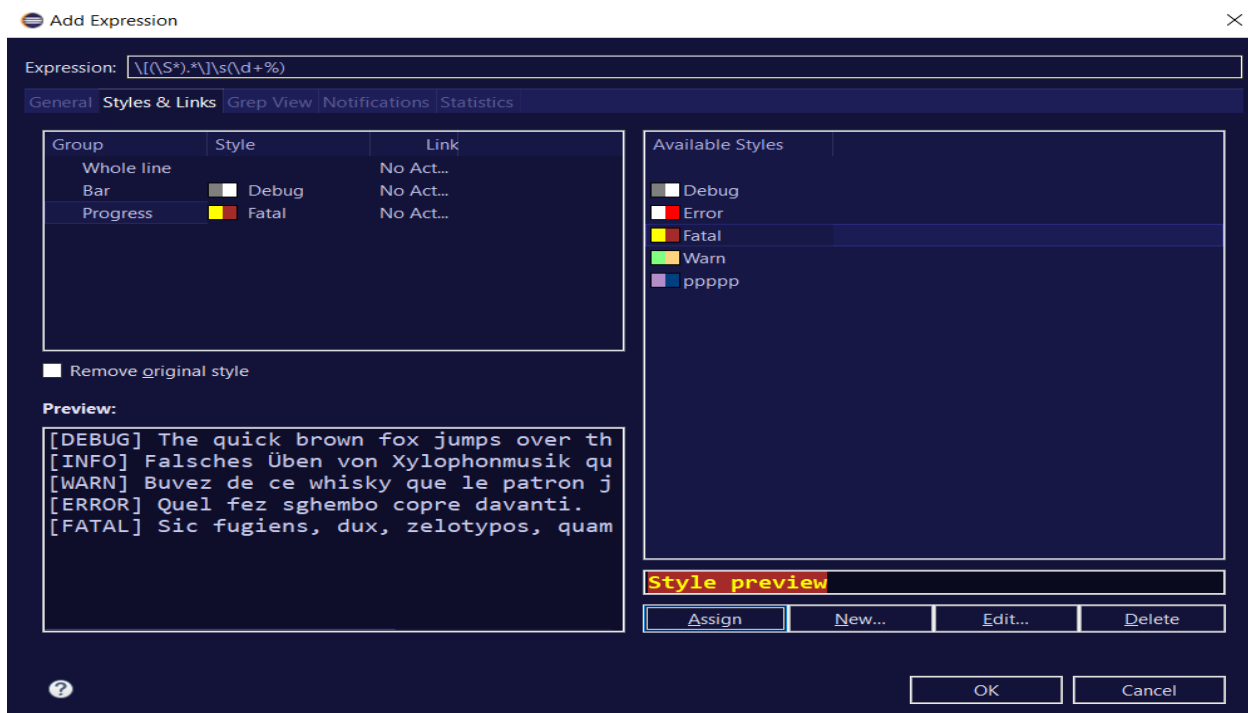 Add Expression
Expression: \[(\S*).*\]\s(\d+%)
General Styles & Links Grep View Notifications Statistics
Group Style Link
Whole line No Act...
Bar Debug No Act...
Progress Fatal No Act...
Remove original style
Preview:
[DEBUG] The quick brown fox jumps over th
[INFO] Falsches Üben von Xylophonmusik qu
[WARN] Buvez de ce whisky que le patron j
[ERROR] Quel fez sghembo copre davanti.
[FATAL] Sic fugiens, dux, zelotypos, quam
Available Styles
Debug
Error
Fatal
Warn
ppppp
Style preview
Assign New... Edit... Delete
?
OK Cancel